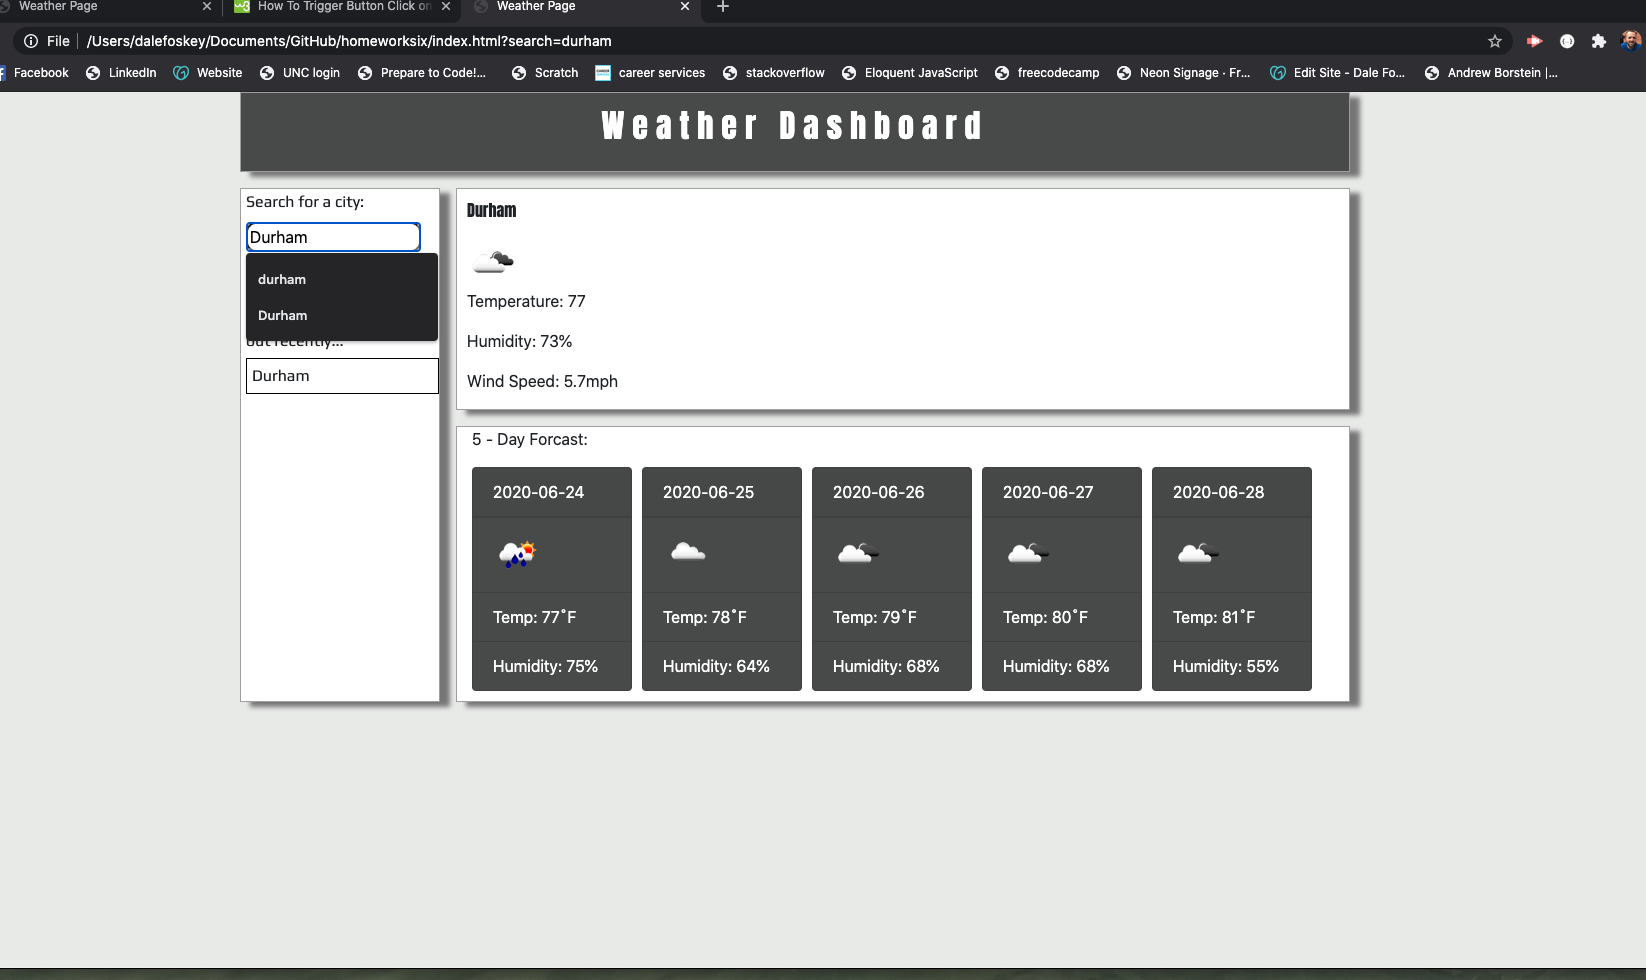 Weather Page
How To Trigger Button Click on
Weather Page
File /Users/dalefoskey/Documents/GitHub/homeworksix/index.html?search=durham
Facebook LinkedIn Website UNC login Prepare to Code!... Scratch career services stackoverflow Eloquent JavaScript freecodecamp Neon Signage · Fr... Edit Site - Dale Fo... Andrew Borstein |...
Weather Dashboard
Search for a city:
Durham
durham
Durham
out recently...
Durham
Durham
Temperature: 77
Humidity: 73%
Wind Speed: 5.7mph
5 - Day Forcast:
2020-06-24
Temp: 77˚F
Humidity: 75%
2020-06-25
Temp: 78˚F
Humidity: 64%
2020-06-26
Temp: 79˚F
Humidity: 68%
2020-06-27
Temp: 80˚F
Humidity: 68%
2020-06-28
Temp: 81˚F
Humidity: 55%